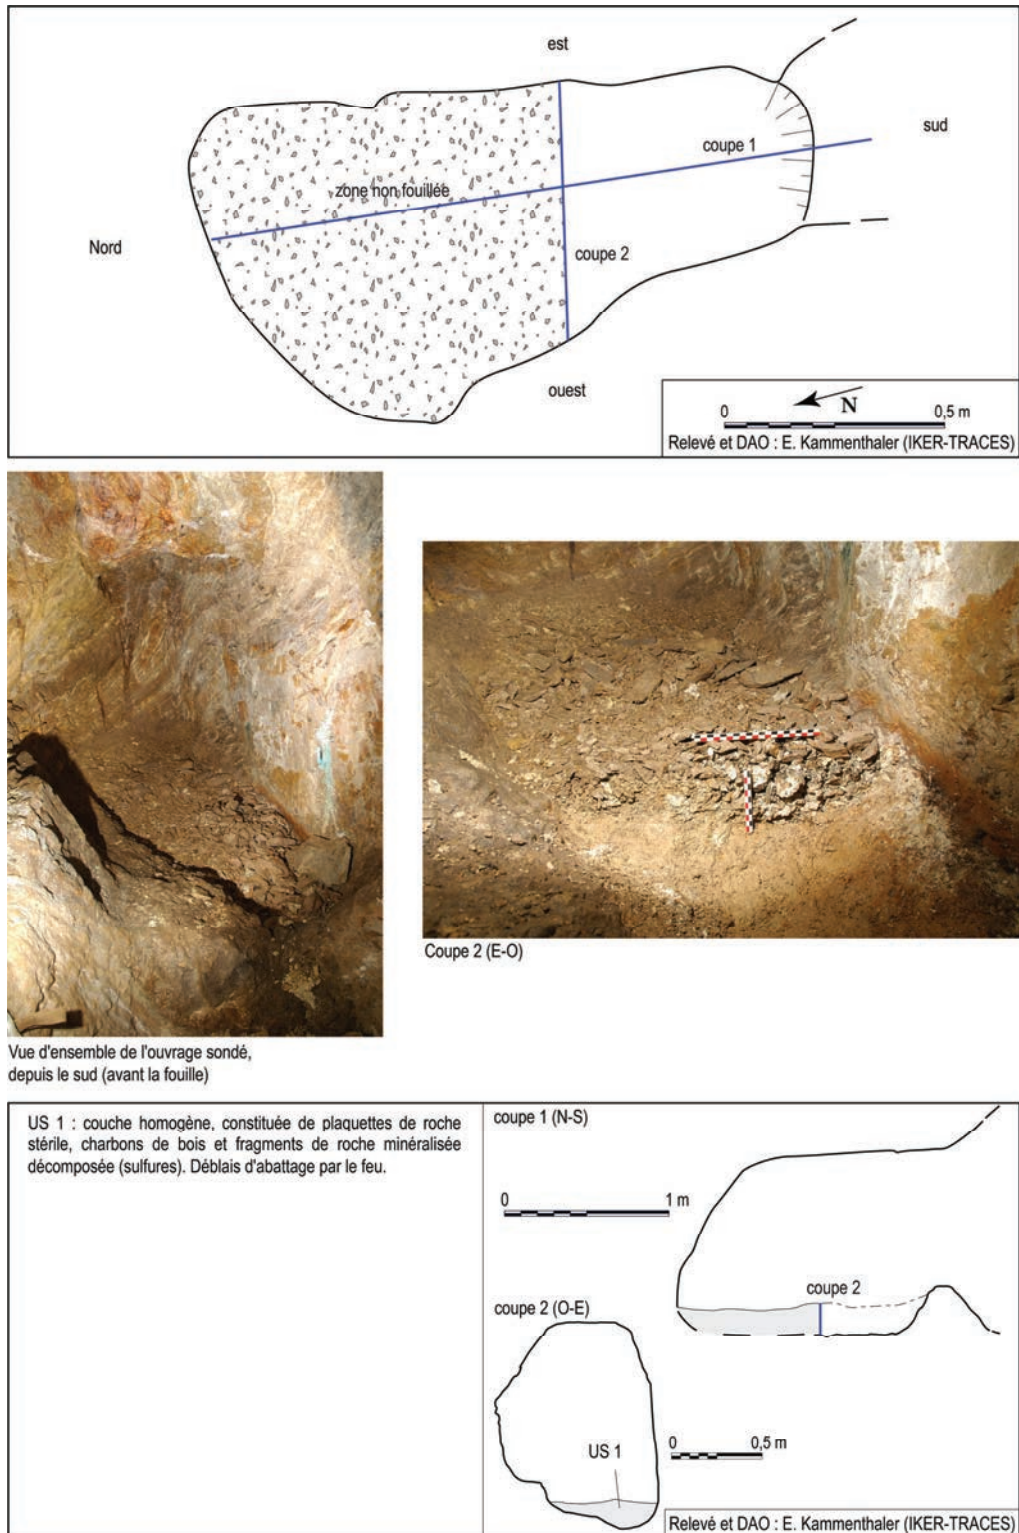 est
sud
coupe 1
zone non fouillée
Nord
coupe 2
ouest
N
0 0,5 m
Relevé et DAO : E. Kammenthaler (IKER-TRACES)
Coupe 2 (E-O)
Vue d'ensemble de l'ouvrage sondé,
depuis le sud (avant la fouille)
US 1 : couche homogène, constituée de plaquettes de roche
stérile, charbons de bois et fragments de roche minéralisée
décomposée (sulfures). Déblais d'abattage par le feu.
coupe 1 (N-S)
0 1 m
coupe 2
coupe 2 (O-E)
0 0,5 m
US 1
Relevé et DAO : E. Kammenthaler (IKER-TRACES)